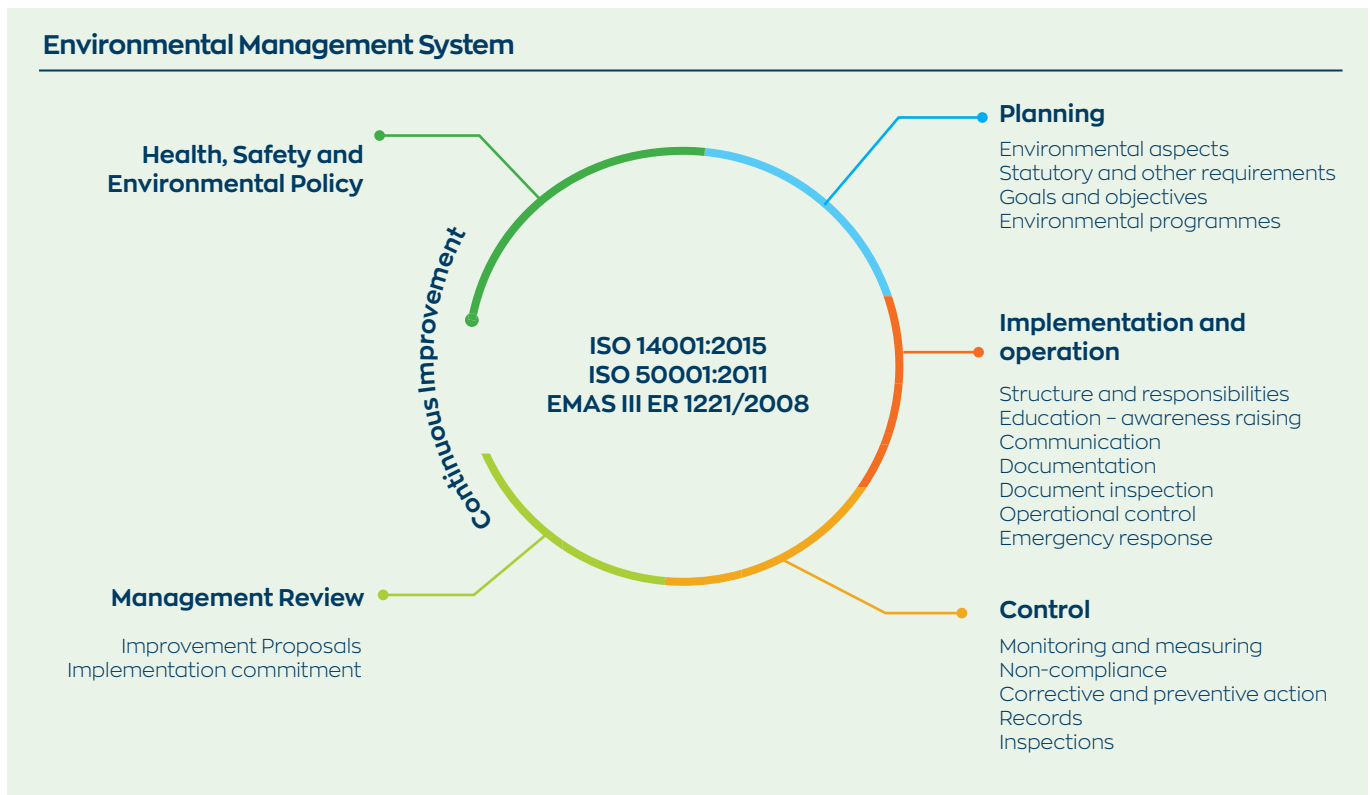 Environmental Management System
Health, Safety and
Environmental Policy
Planning
Environmental aspects
Statutory and other requirements
Goals and objectives
Environmental programmes
Continuous Improvement
ISO 14001:2015
ISO 50001:2011
EMAS III ER 1221/2008
Implementation and
operation
Structure and responsibilities
Education – awareness raising
Communication
Documentation
Document inspection
Operational control
Emergency response
Management Review
Improvement Proposals
Implementation commitment
Control
Monitoring and measuring
Non-compliance
Corrective and preventive action
Records
Inspections